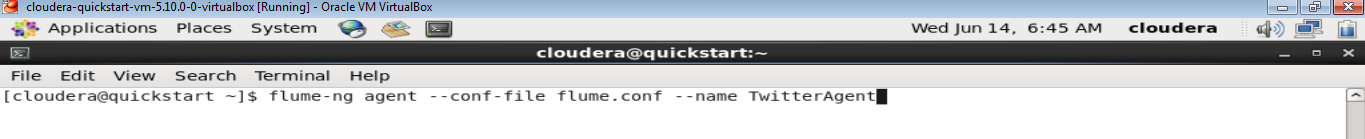 cloudera-quickstart-vm-5.10.0-0-virtualbox [Running] - Oracle VM VirtualBox
Applications Places System Wed Jun 14, 6:45 AM cloudera
cloudera@quickstart:~
File Edit View Search Terminal Help
[cloudera@quickstart ~]$ flume-ng agent --conf-file flume.conf --name TwitterAgent